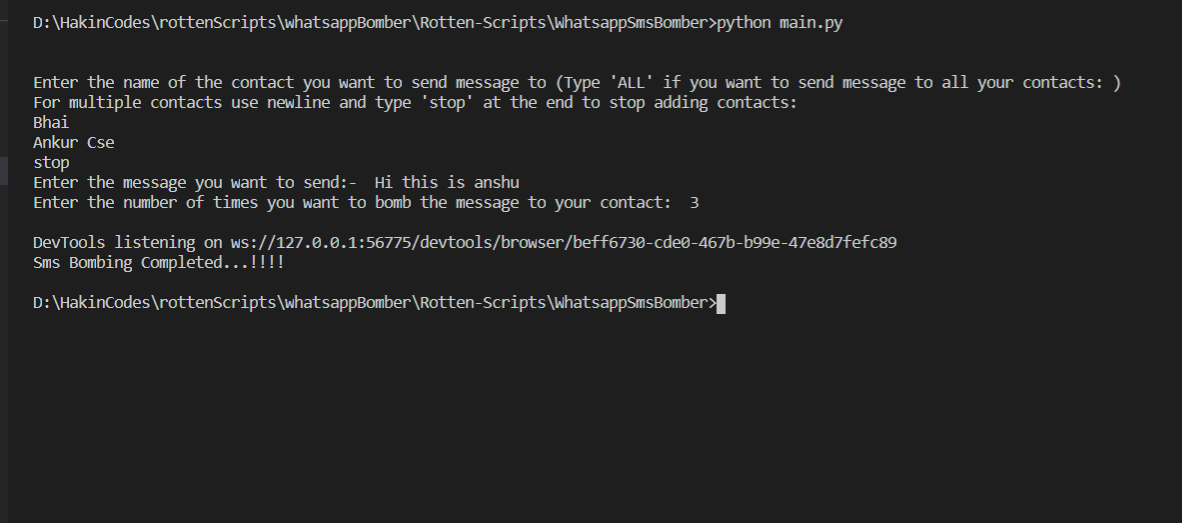 D:\HakinCodes\rottenScripts\whatsappBomber\Rotten-Scripts\WhatsappSmsBomber>python main.py
Enter the name of the contact you want to send message to (Type 'ALL' if you want to send message to all your contacts: )
For multiple contacts use newline and type 'stop' at the end to stop adding contacts:
Bhai
Ankur Cse
stop
Enter the message you want to send:-  Hi this is anshu
Enter the number of times you want to bomb the message to your contact:  3
DevTools listening on ws://127.0.0.1:56775/devtools/browser/beff6730-cde0-467b-b99e-47e8d7fefc89
Sms Bombing Completed...!!!!
D:\HakinCodes\rottenScripts\whatsappBomber\Rotten-Scripts\WhatsappSmsBomber>